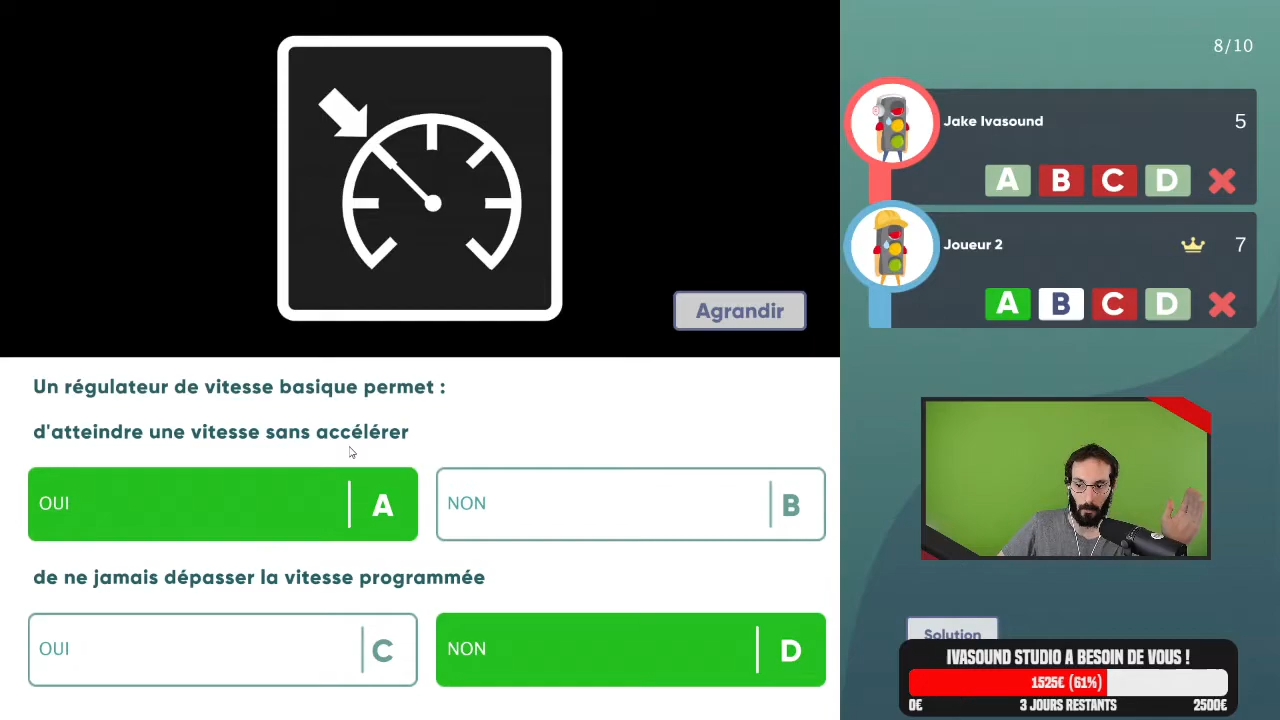 Agrandir
Un régulateur de vitesse basique permet :
d'atteindre une vitesse sans accélérer
OUI A
NON B
de ne jamais dépasser la vitesse programmée
OUI C
NON D
8/10
Jake Ivasound 5
A B C D
Joueur 2 7
A B C D
Solution
IVASOUND STUDIO A BESOIN DE VOUS !
1525€ (61%)
0€ 3 JOURS RESTANTS 2500€